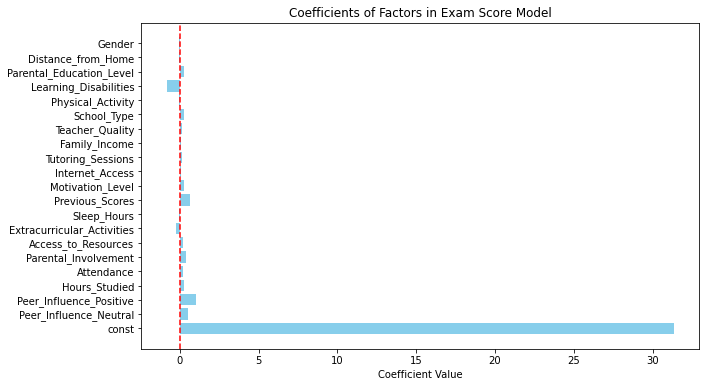 Coefficients of Factors in Exam Score Model
Gender
Distance_from_Home
Parental_Education_Level
Learning_Disabilities
Physical_Activity
School_Type
Teacher_Quality
Family_Income
Tutoring_Sessions
Internet_Access
Motivation_Level
Previous_Scores
Sleep_Hours
Extracurricular_Activities
Access_to_Resources
Parental_Involvement
Attendance
Hours_Studied
Peer_Influence_Positive
Peer_Influence_Neutral
const
0 5 10 15 20 25 30
Coefficient Value